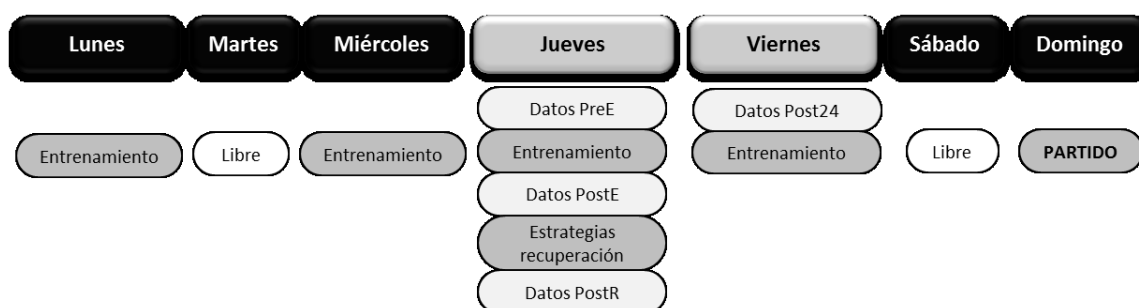 Lunes
Martes
Miércoles
Jueves
Viernes
Sábado
Domingo
Datos PreE
Datos Post24
Entrenamiento
Libre
Entrenamiento
Entrenamiento
Entrenamiento
Libre
PARTIDO
Datos PostE
Estrategias
recuperación
Datos PostR